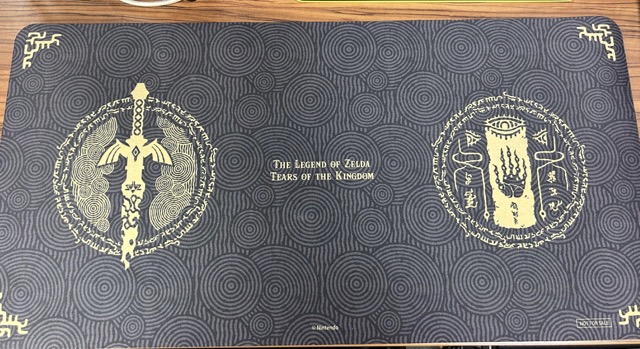 The Legend of Zelda
Tears of the Kingdom
©Nintendo
NOT FOR SALE